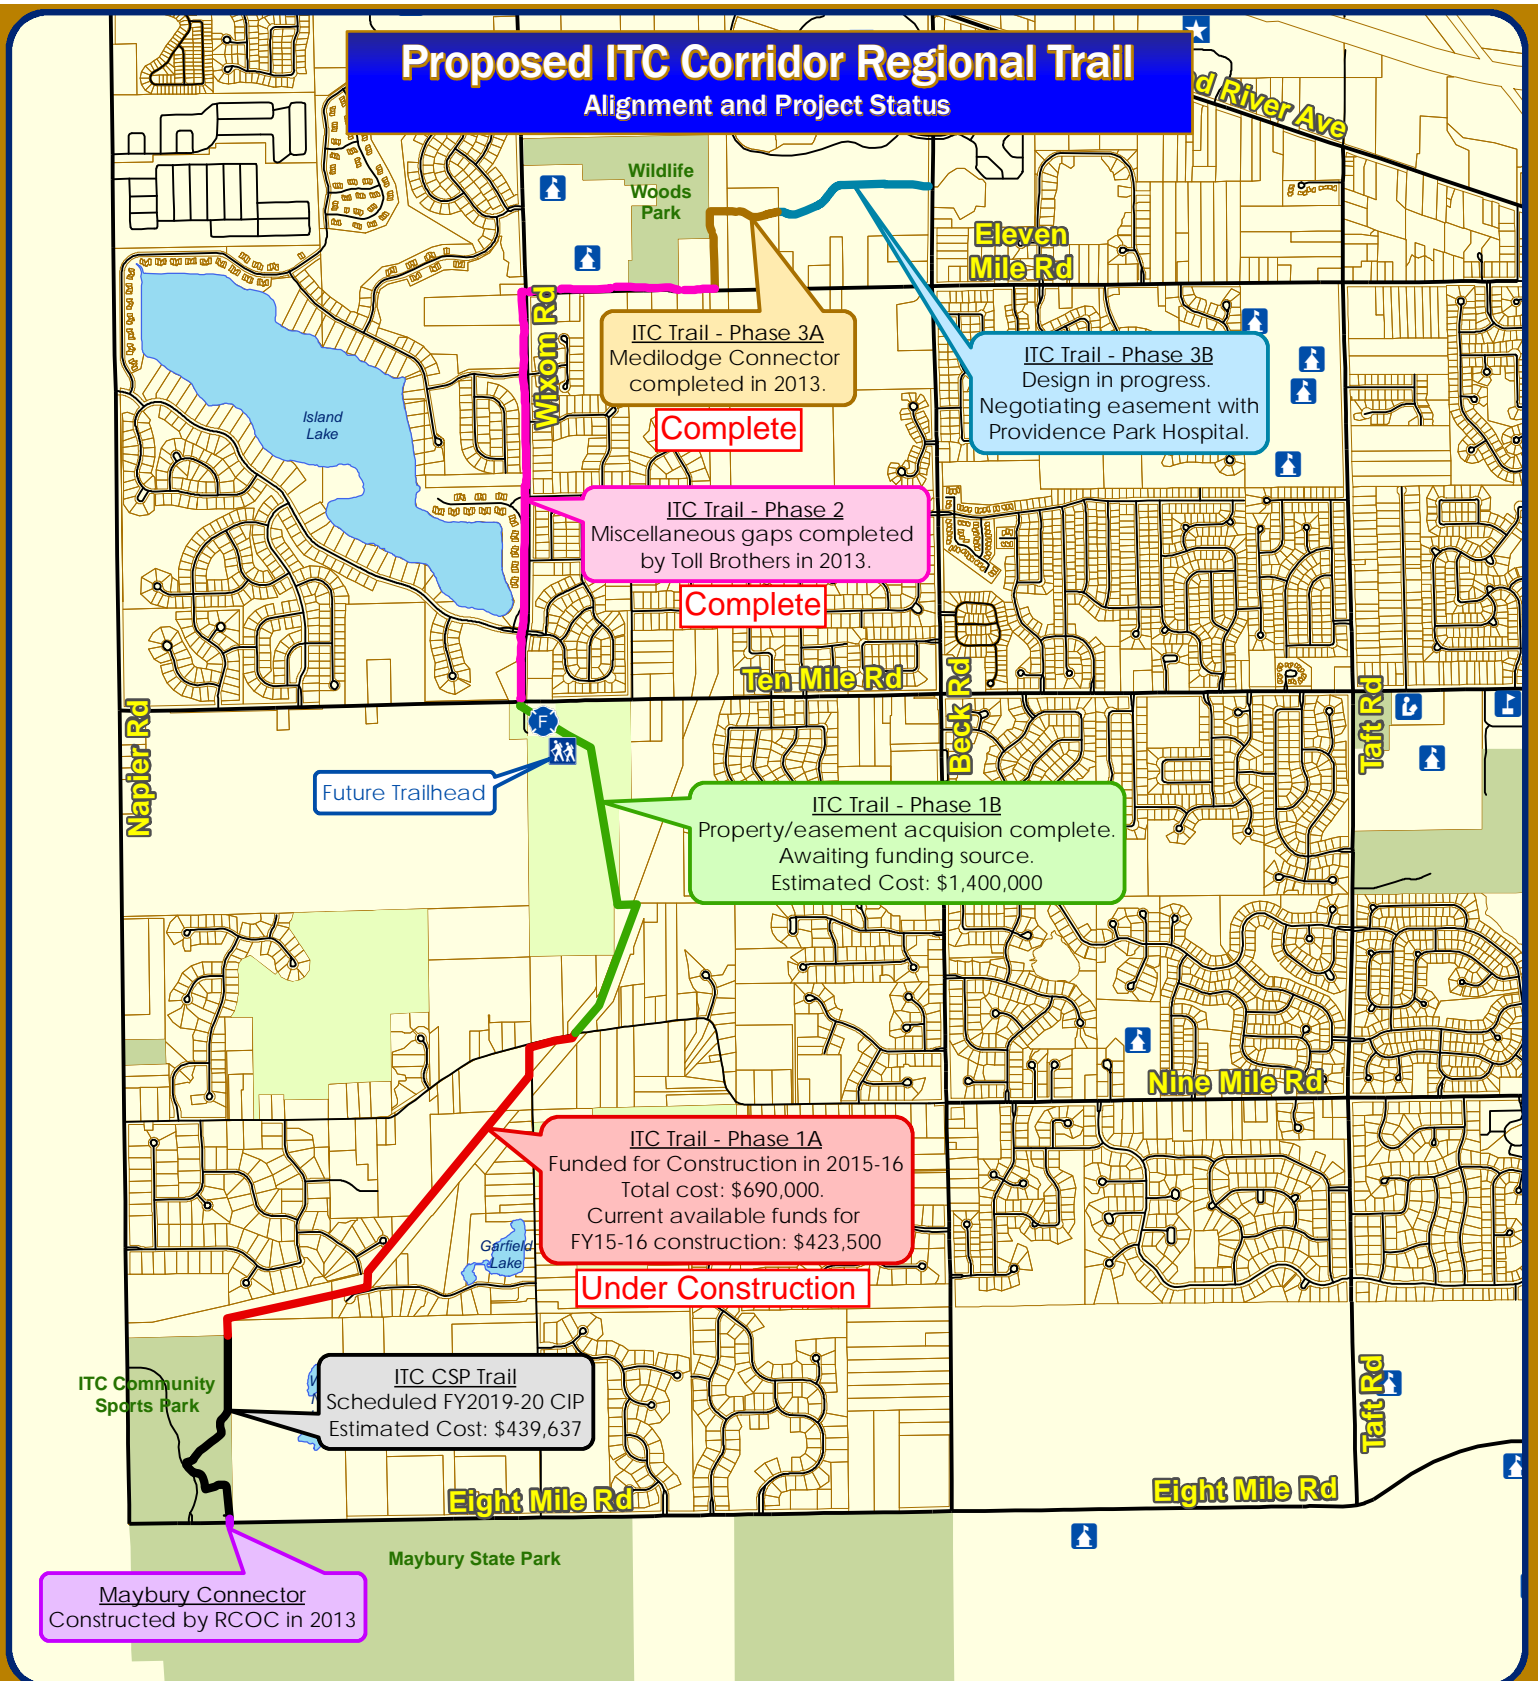 Proposed ITC Corridor Regional Trail
Alignment and Project Status
d River Ave
Wildlife
Woods
Park
Eleven
Mile Rd
Wixom Rd
ITC Trail - Phase 3A
Medilodge Connector
completed in 2013.
Complete
ITC Trail - Phase 3B
Design in progress.
Negotiating easement with
Providence Park Hospital.
Island
Lake
ITC Trail - Phase 2
Miscellaneous gaps completed
by Toll Brothers in 2013.
Complete
Ten Mile Rd
Beck Rd
Taft Rd
Napier Rd
F
Future Trailhead
ITC Trail - Phase 1B
Property/easement acquision complete.
Awaiting funding source.
Estimated Cost: $1,400,000
Nine Mile Rd
ITC Trail - Phase 1A
Funded for Construction in 2015-16
Total cost: $690,000.
Current available funds for
FY15-16 construction: $423,500
Under Construction
Garfield
Lake
ITC Community
Sports Park
ITC CSP Trail
Scheduled FY2019-20 CIP
Estimated Cost: $439,637
Taft Rd
Eight Mile Rd
Eight Mile Rd
Maybury State Park
Maybury Connector
Constructed by RCOC in 2013